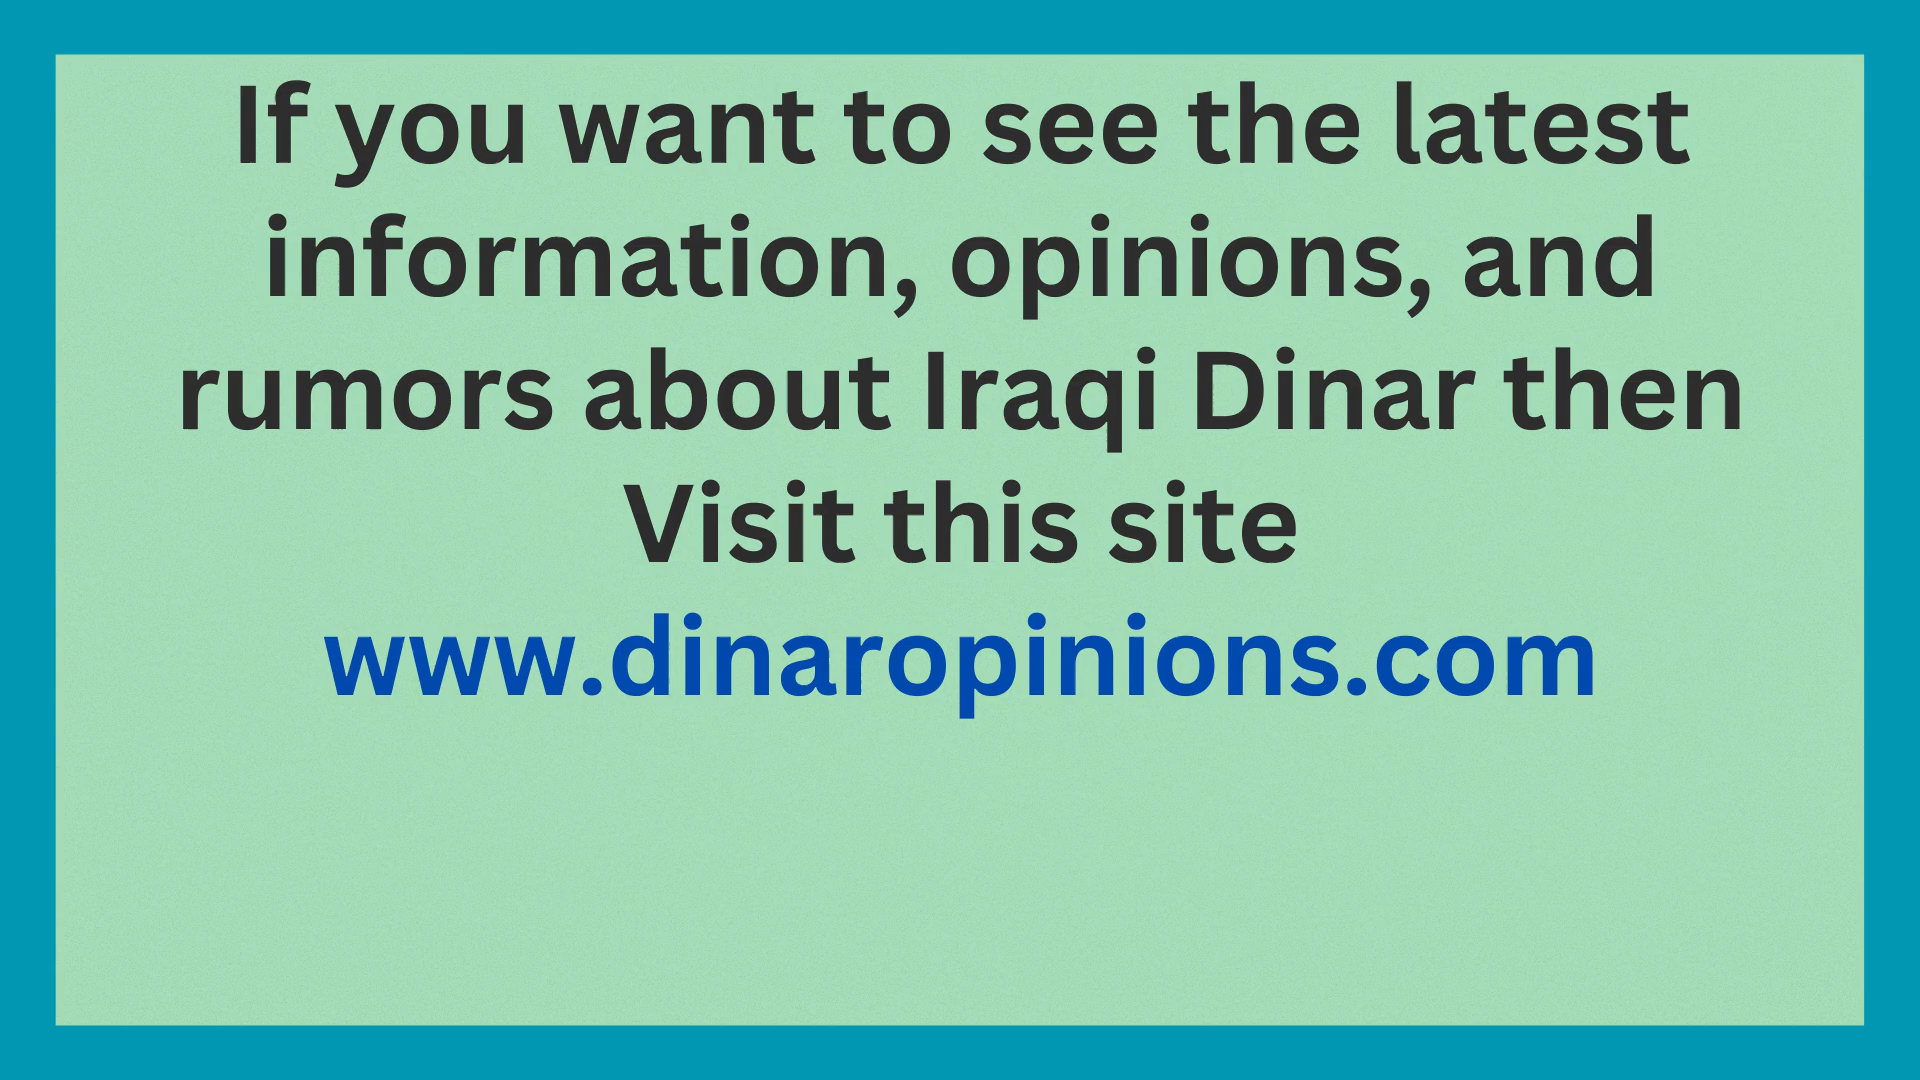 If you want to see the latest
information, opinions, and
rumors about Iraqi Dinar then
Visit this site
www.dinaropinions.com